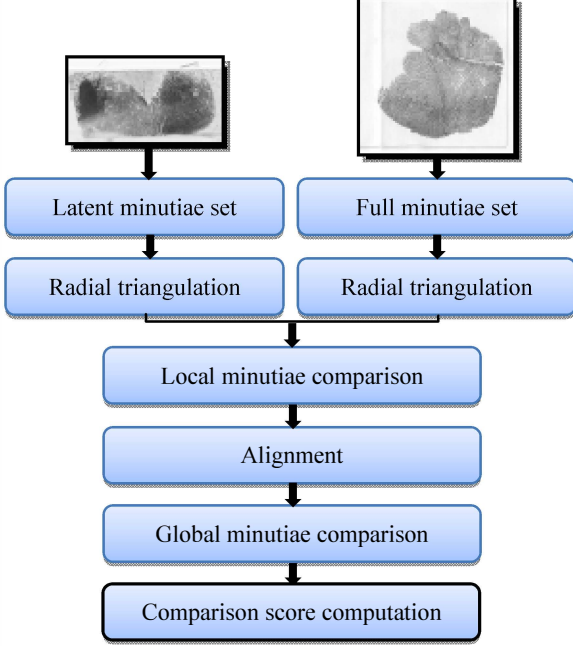 Latent minutiae set
Full minutiae set
Radial triangulation
Radial triangulation
Local minutiae comparison
Alignment
Global minutiae comparison
Comparison score computation